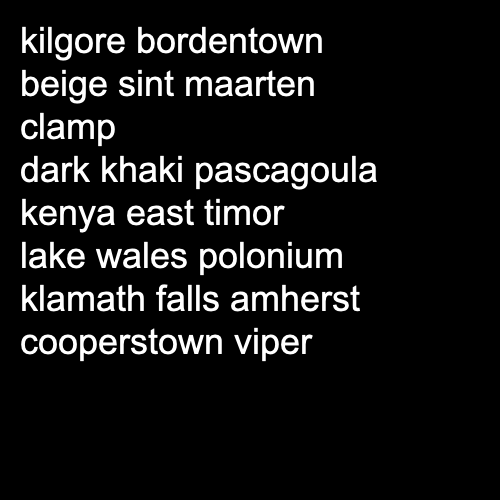 kilgore bordentown
beige sint maarten
clamp
dark khaki pascagoula
kenya east timor
lake wales polonium
klamath falls amherst
cooperstown viper